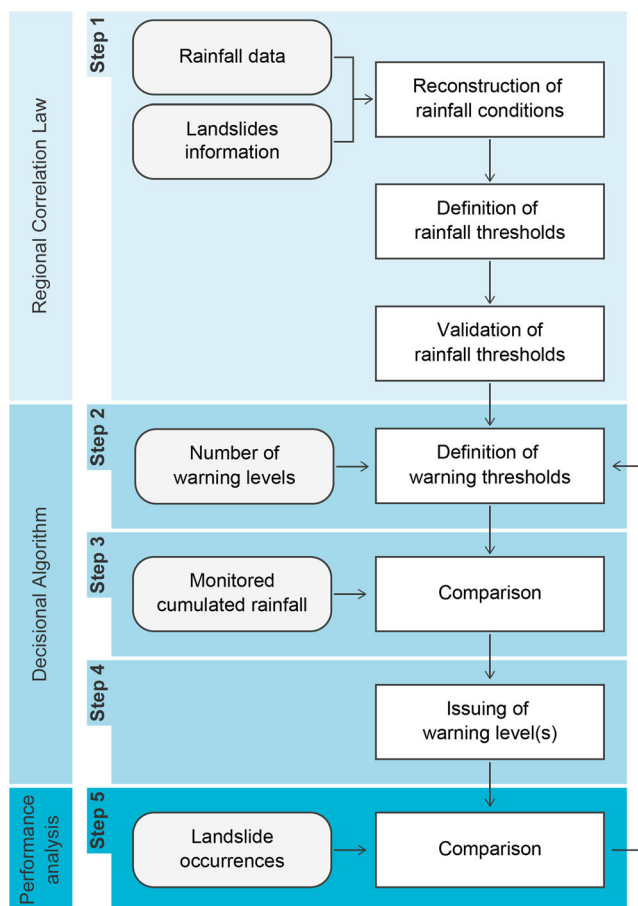 Regional Correlation Law
Step 1
Rainfall data
Landslides
information
Reconstruction of
rainfall conditions
Definition of
rainfall thresholds
Validation of
rainfall thresholds
Decisional Algorithm
Step 2
Number of
warning levels
Definition of
warning thresholds
Step 3
Monitored
cumulated rainfall
Comparison
Step 4
Issuing of
warning level(s)
Performance
analysis
Step 5
Landslide
occurrences
Comparison